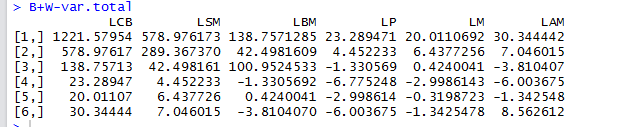 > B+W-var.total
LCB LSM LBM LP LM LAM
[1,] 1221.57954 578.976173 138.7571285 23.289471 20.0110692 30.344442
[2,] 578.97617 289.367370 42.4981609 4.452233 6.4377256 7.046015
[3,] 138.75713 42.498161 100.9524533 -1.330569 0.4240041 -3.810407
[4,] 23.28947 4.452233 -1.3305692 -6.775248 -2.9986143 -6.003675
[5,] 20.01107 6.437726 0.4240041 -2.998614 -0.3198723 -1.342548
[6,] 30.34444 7.046015 -3.8104070 -6.003675 -1.3425478 8.562612
>